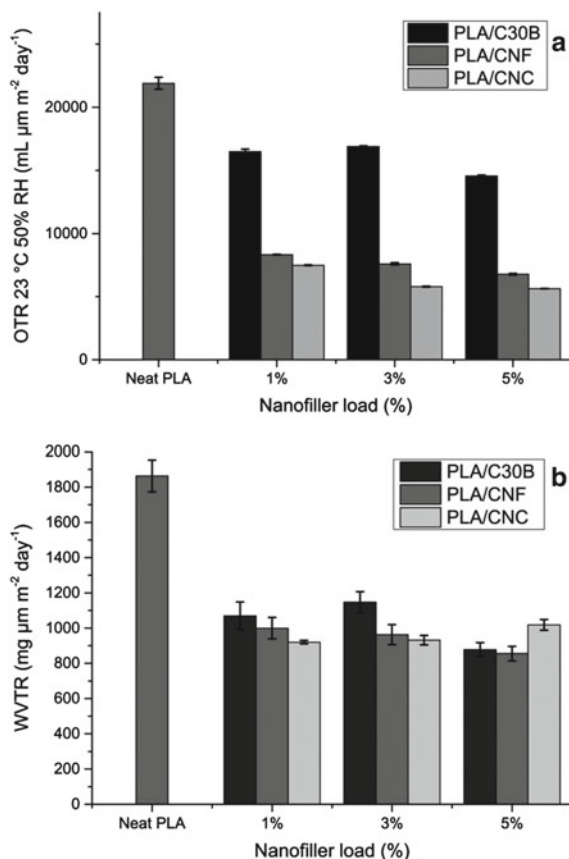 a
PLA/C30B
PLA/CNF
PLA/CNC
OTR 23 °C 50% RH (mL μm m⁻² day⁻¹)
20000
10000
0
Neat PLA 1% 3% 5%
Nanofiller load (%)
b
PLA/C30B
PLA/CNF
PLA/CNC
WVTR (mg μm m⁻² day⁻¹)
2000
1800
1600
1400
1200
1000
800
600
400
200
0
Neat PLA 1% 3% 5%
Nanofiller load (%)